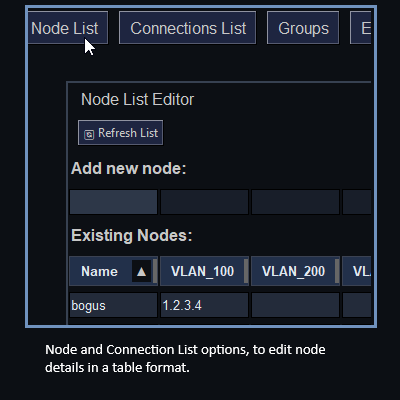 Node List Connections List Groups E
Node List Editor
Refresh List
Add new node:
Existing Nodes:
Name ▲ VLAN_100 VLAN_200 VLA
bogus 1.2.3.4
Node and Connection List options, to edit node
details in a table format.